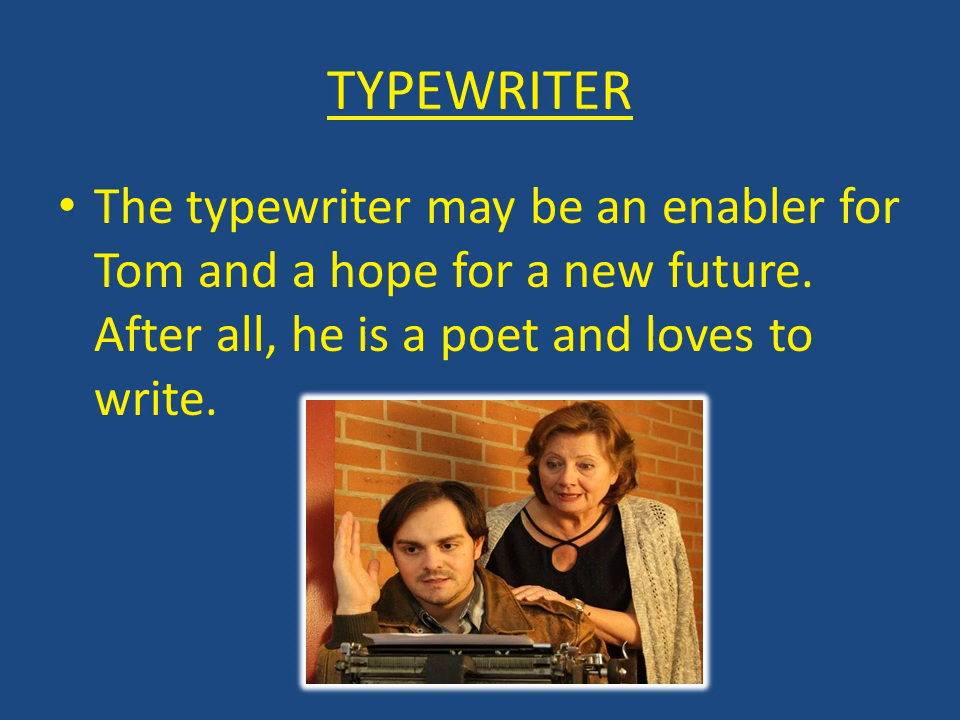 TYPEWRITER
• The typewriter may be an enabler for
Tom and a hope for a new future.
After all, he is a poet and loves to
write.